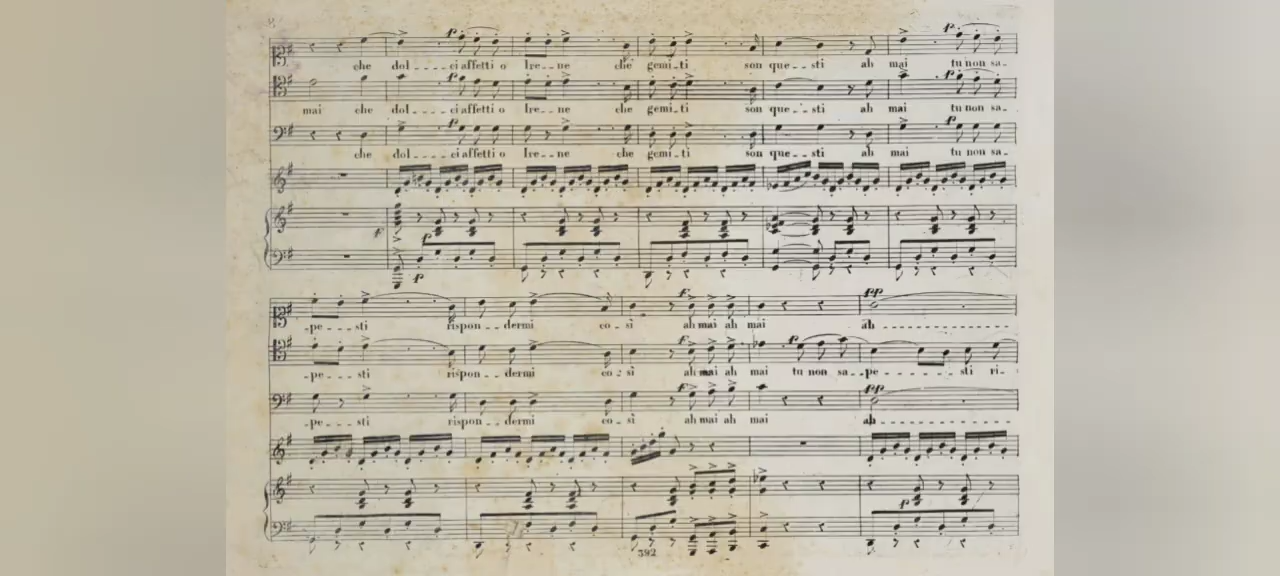 che dol----ci affetti o Ire--ne che gemi-ti son que--sti ah mai tu non sa-
mai che dol----ci affetti o Ire--ne che gemi-ti son que--sti ah mai tu non sa-
che dol----ci affetti o Ire--ne che gemi-ti son que--sti ah mai tu non sa-
-pe---sti rispon--dermi co-sì ah mai ah mai ah-----------
-pe--sti rispon--dermi co-sì ah mai ah mai tu non sa--pe----sti ri-
-pe---sti rispon--dermi co-sì ah mai ah mai ah-----------
392